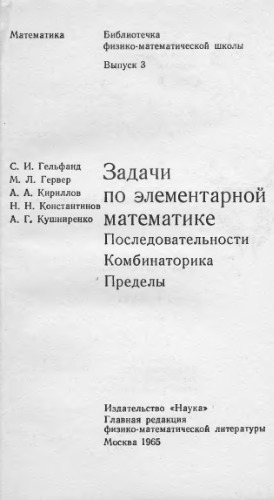 Математика
Библиотечка
физико-математической школы
Выпуск 3
С. И. Гельфанд
М. Л. Гервер
А. А. Кириллов
Н. Н. Константинов
А. Г. Кушниренко
Задачи
по элементарной
математике
Последовательности
Комбинаторика
Пределы
Издательство «Наука»
Главная редакция
физико-математической литературы
Москва 1965